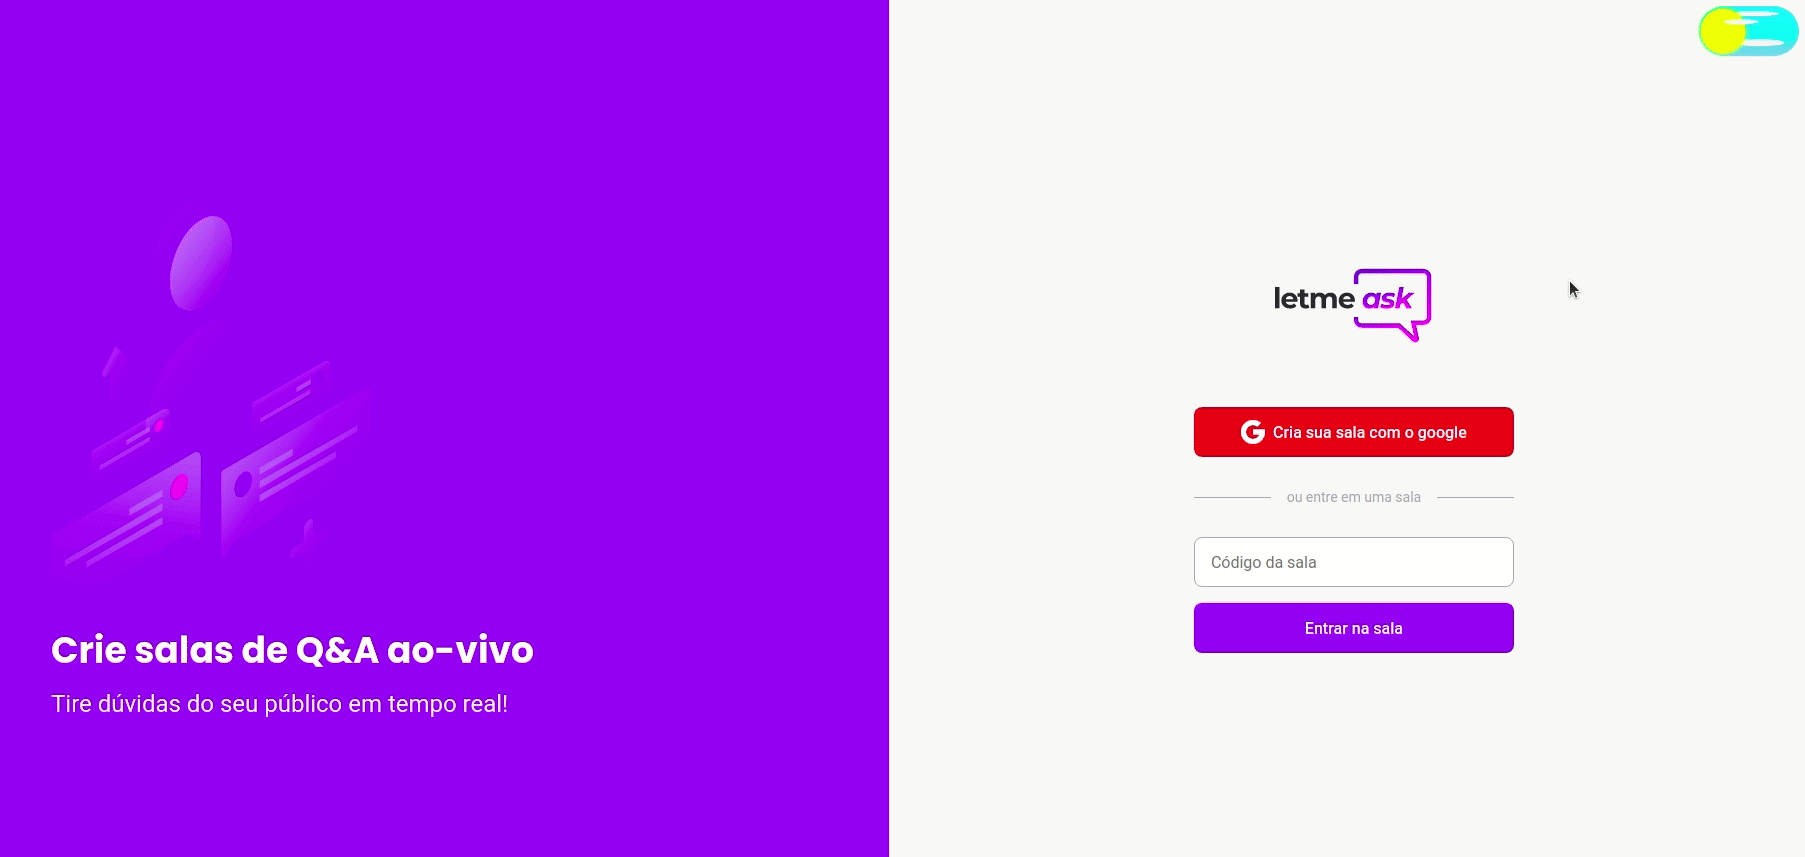 Crie salas de Q&A ao-vivo
Tire dúvidas do seu público em tempo real!
letme ask
Cria sua sala com o google
ou entre em uma sala
Código da sala
Entrar na sala